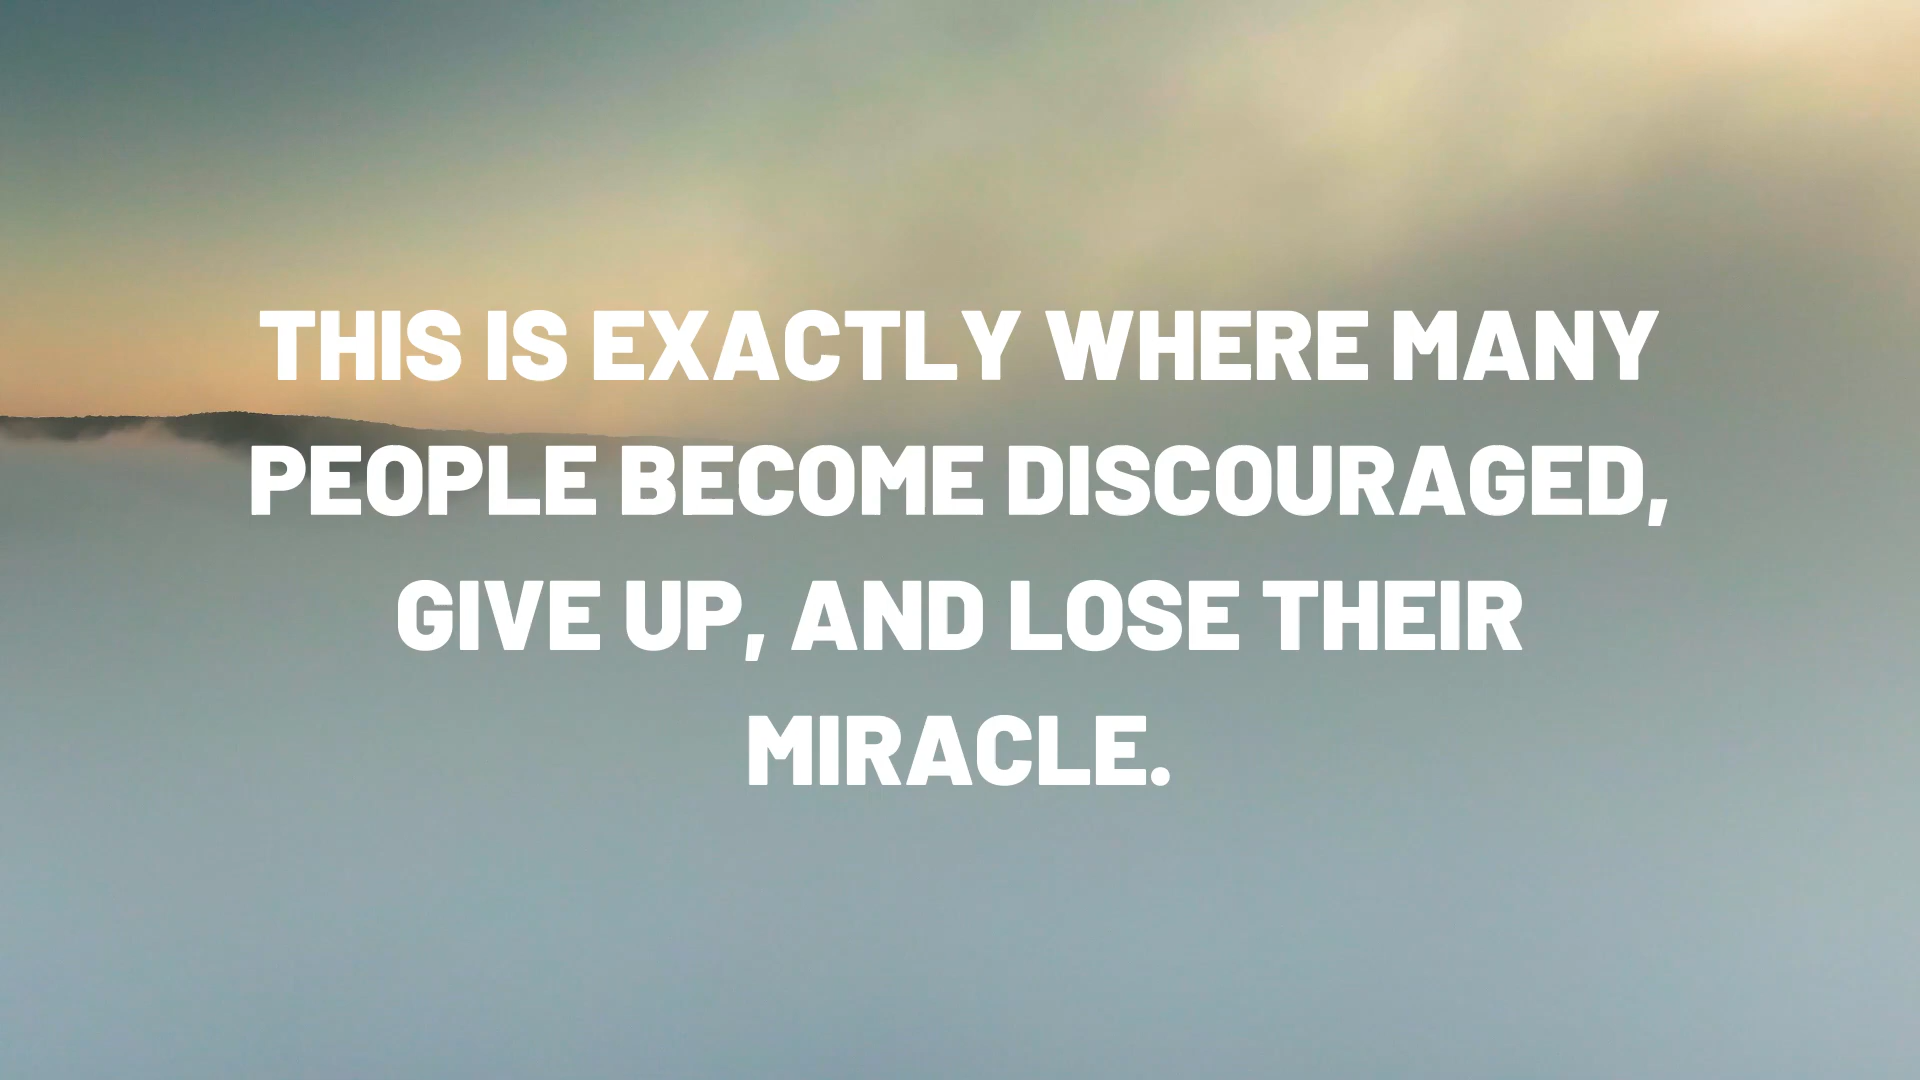 THIS IS EXACTLY WHERE MANY
PEOPLE BECOME DISCOURAGED,
GIVE UP, AND LOSE THEIR
MIRACLE.